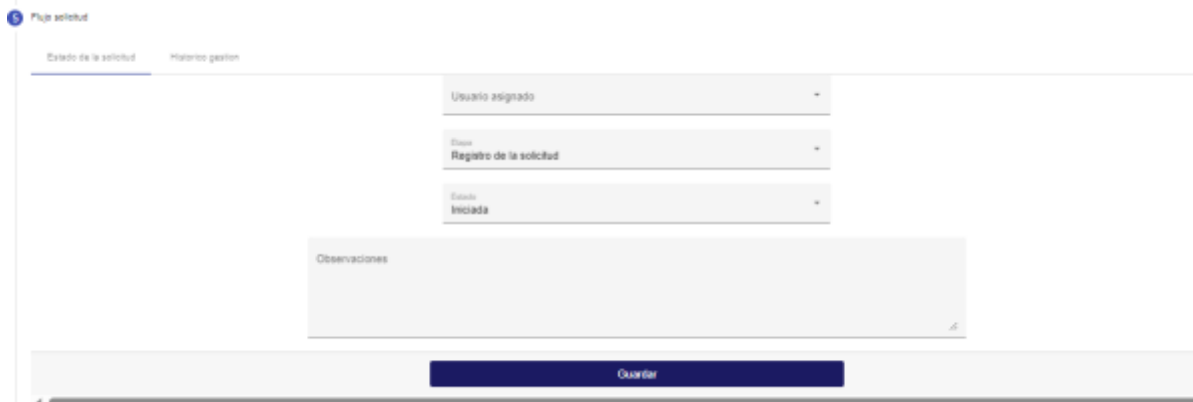 5 Flujo solicitud
Estado de la solicitud Historico gestion
Usuario asignado
Etapa
Registro de la solicitud
Estado
Iniciada
Observaciones
Guardar